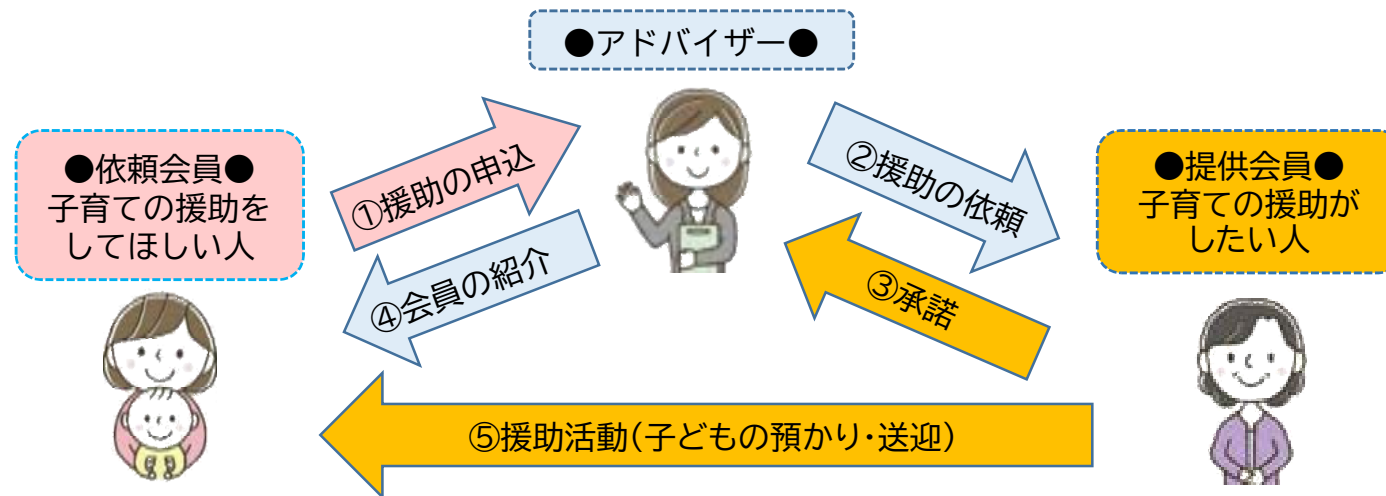 ●アドバイザー●
●依頼会員●
子育ての援助を
してほしい人
①援助の申込
②援助の依頼
●提供会員●
子育ての援助が
したい人
③承諾
④会員の紹介
⑤援助活動(子どもの預かり・送迎)